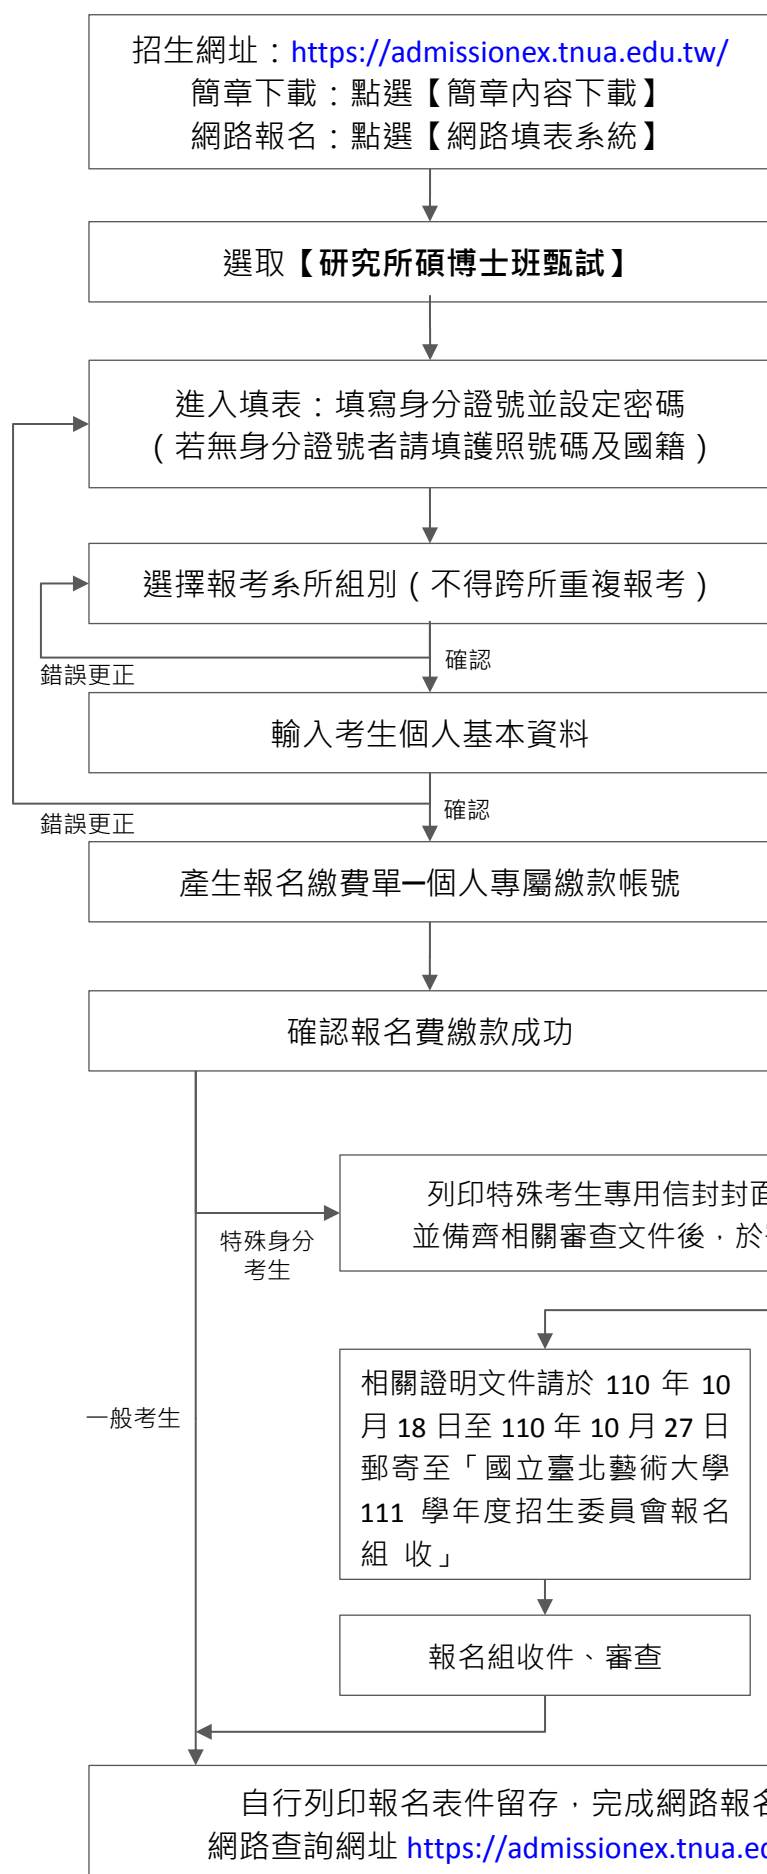 招生網址：https://admissionex.tnua.edu.tw/
簡章下載：點選【簡章內容下載】
網路報名：點選【網路填表系統】
選取【研究所碩博士班甄試】
進入填表：填寫身分證號並設定密碼
（若無身分證號者請填護照號碼及國籍）
選擇報考系所組別（不得跨所重複報考）
確認
錯誤更正
輸入考生個人基本資料
確認
錯誤更正
產生報名繳費單─個人專屬繳款帳號
確認報名費繳款成功
列印特殊考生專用信封封面
並備齊相關審查文件後，於
特殊身分
考生
一般考生
相關證明文件請於 110 年 10
月 18 日至 110 年 10 月 27 日
郵寄至「國立臺北藝術大學
111 學年度招生委員會報名
組 收」
報名組收件、審查
自行列印報名表件留存，完成網路報名
網路查詢網址 https://admissionex.tnua.ed